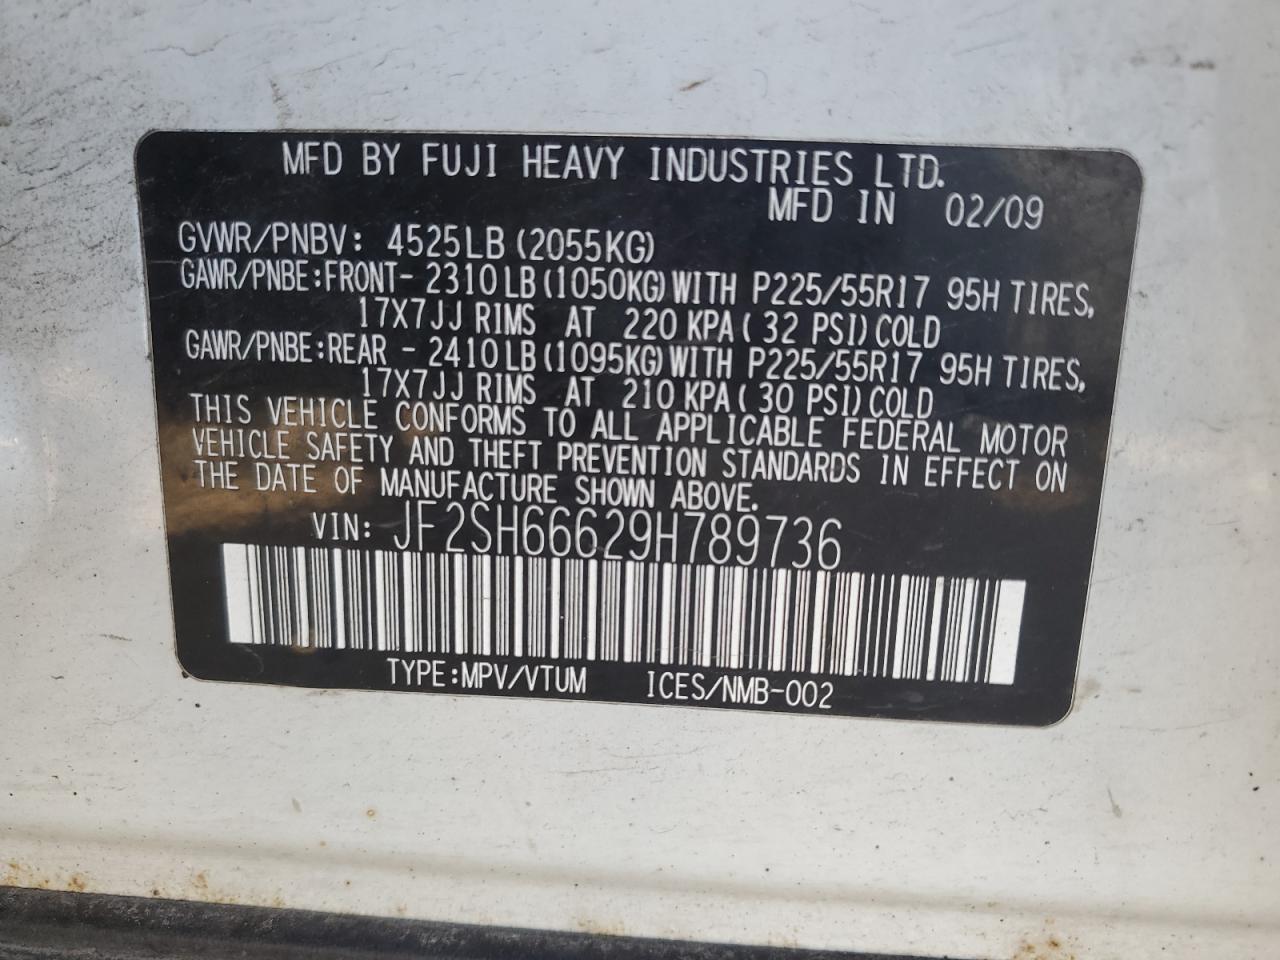 MFD BY FUJI HEAVY INDUSTRIES LTD.
MFD IN 02/09
GVWR/PNBV: 4525LB (2055KG)
GAWR/PNBE:FRONT- 2310LB (1050KG) WITH P225/55R17 95H TIRES,
17X7JJ RIMS AT 220 KPA ( 32 PSI) COLD
GAWR/PNBE:REAR - 2410LB (1095KG) WITH P225/55R17 95H TIRES,
17X7JJ RIMS AT 210 KPA ( 30 PSI) COLD
THIS VEHICLE CONFORMS TO ALL APPLICABLE FEDERAL MOTOR
VEHICLE SAFETY AND THEFT PREVENTION STANDARDS IN EFFECT ON
THE DATE OF MANUFACTURE SHOWN ABOVE.
VIN: JF2SH66629H789736
TYPE:MPV/VTUM ICES/NMB-002